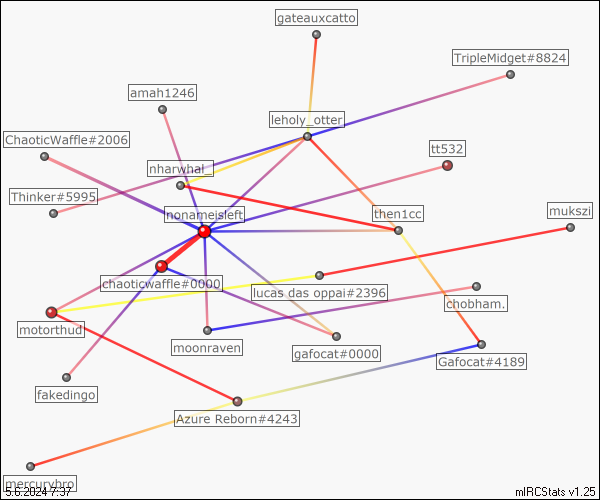 gateauxcatto
TripleMidget#8824
amah1246
leholy_otter
ChaoticWaffle#2006
tt532
nharwhal_
Thinker#5995
nonameisleft
then1cc
mukszi
chaoticwaffle#0000
lucas das oppai#2396
chobham.
motorthud
moonraven
gafocat#0000
Gafocat#4189
fakedingo
Azure Reborn#4243
mercurybro
5.6.2024 7:37
mIRCStats v1.25